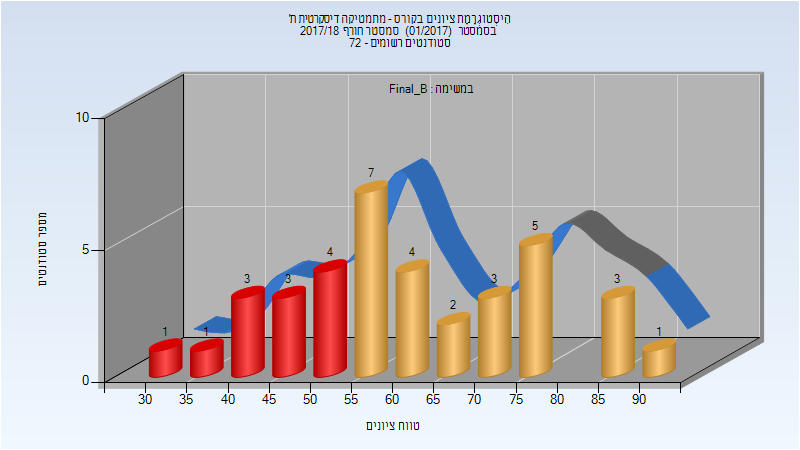 היסטוגרמת ציונים בקורס - מתמטיקה דיסקרטית ח'
בסמסטר (01/2017) סמסטר חורף 2017/18
סטודנטים רשומים - 72
במשימה : Final_B
מספר סטודנטים
10
5
0
1
1
3
3
4
7
4
2
3
5
3
1
30 35 40 45 50 55 60 65 70 75 80 85 90
טווח ציונים